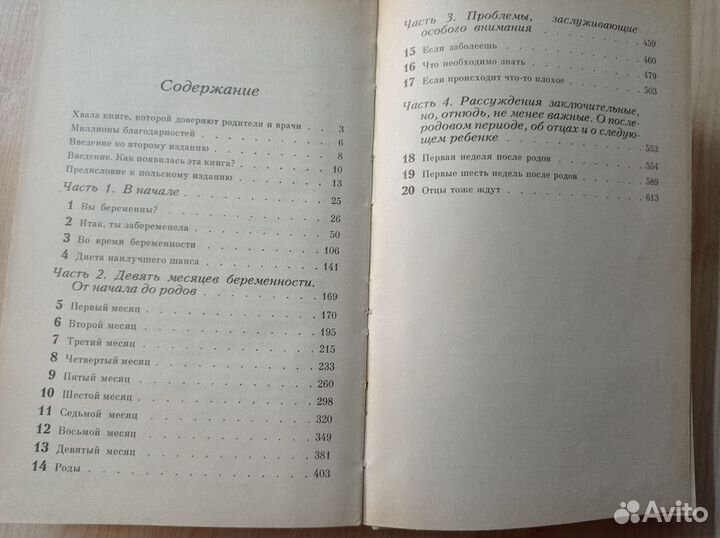 Содержание
Хвала книге, которой доверяют родители и врачи . 3
Миллионы благодарностей . . . . . . . . 6
Введение ко второму изданию . . . . . . . 8
Введение. Как появилась эта книга? . . . . . 10
Предисловие к польскому изданию . . . . . 13
Часть 1. В начале . . . . . . . . 25
1 Вы беременны? . . . . . . . . 26
2 Итак, ты забеременела . . . . . . 50
3 Во время беременности . . . . . . 106
4 Диета наилучшего шанса . . . . . . 141
Часть 2. Девять месяцев беременности.
От начала до родов . . . . . . . 169
5 Первый месяц . . . . . . . . 170
6 Второй месяц . . . . . . . . 195
7 Третий месяц . . . . . . . . 215
8 Четвертый месяц . . . . . . . . 233
9 Пятый месяц . . . . . . . . 260
10 Шестой месяц . . . . . . . . 298
11 Седьмой месяц . . . . . . . . 320
12 Восьмой месяц . . . . . . . . 349
13 Девятый месяц . . . . . . . . 381
14 Роды . . . . . . . . . . 403
Часть 3. Проблемы, заслуживающие
особого внимания . . . . . . . 459
15 Если заболеешь . . . . . . . . 460
16 Что необходимо знать . . . . . . 479
17 Если происходит что-то плохое . . . . . 503
Часть 4. Рассуждения заключительные,
но, отнюдь, не менее важные. О после-
родовом периоде, об отцах и о следую-
щем ребенке . . . . . . . . 553
18 Первая неделя после родов . . . . . . 554
19 Первые шесть недель после родов . . . . 589
20 Отцы тоже ждут . . . . . . . . 613
Avito